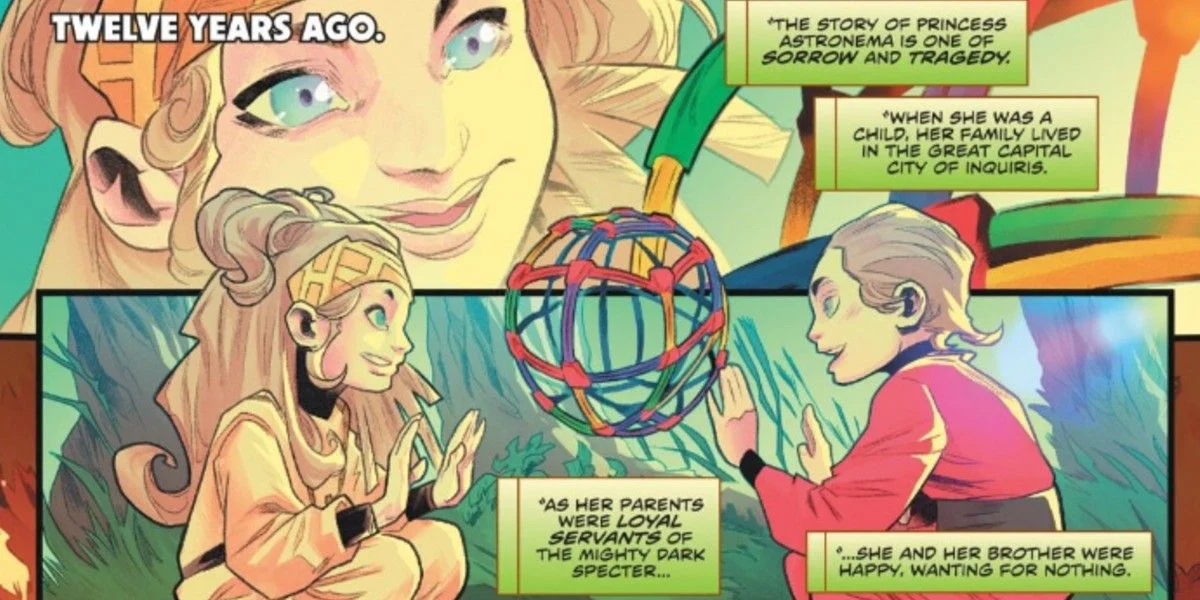 TWELVE YEARS AGO.
"THE STORY OF PRINCESS
ASTRONEMA IS ONE OF
SORROW AND TRAGEDY.
"WHEN SHE WAS A
CHILD, HER FAMILY LIVED
IN THE GREAT CAPITAL
CITY OF INQUIRIS.
"AS HER PARENTS
WERE LOYAL
SERVANTS OF
THE MIGHTY DARK
SPECTER...
"...SHE AND HER BROTHER WERE
HAPPY, WANTING FOR NOTHING.